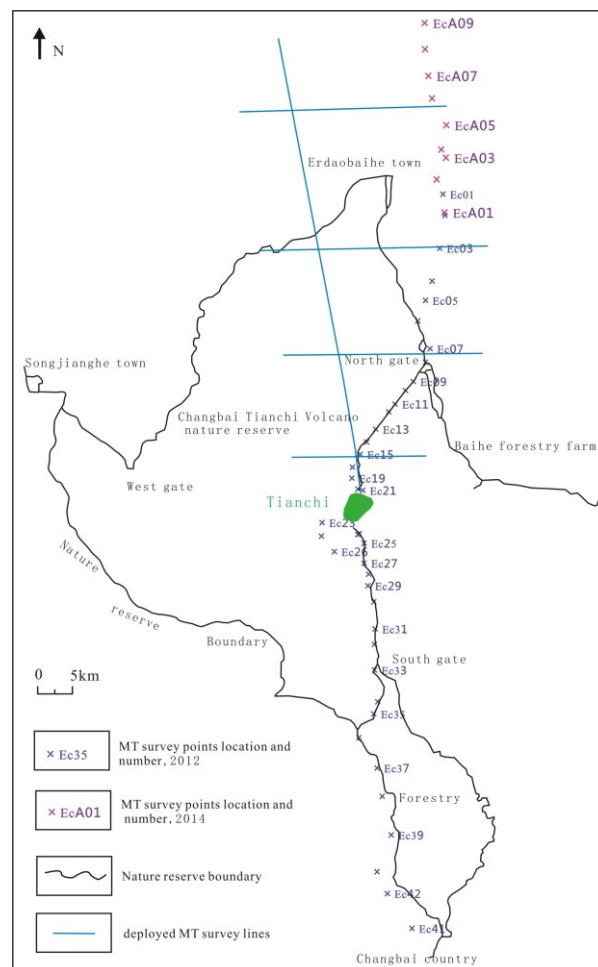 EcA09
N
EcA07
EcA05
EcA03
Erdaobaihe town
Ec01
EcA01
Ec03
Ec05
Ec07
Songjianghe town
North gate
Ec09
Ec11
Changbai Tianchi Volcano
nature reserve
Ec13
Baihe forestry farm
Ec15
West gate
Ec19
Ec21
Tianchi
Ec23
Ec25
Ec26
Ec27
Nature
reserve
Boundary
Ec29
Ec31
South gate
Ec33
0 5km
Ec35
Ec35 MT survey points location and
number, 2012
Ec37
Forestry
EcA01 MT survey points location and
number, 2014
Ec39
Nature reserve boundary
Ec42
deployed MT survey lines
Ec41
Changbai country